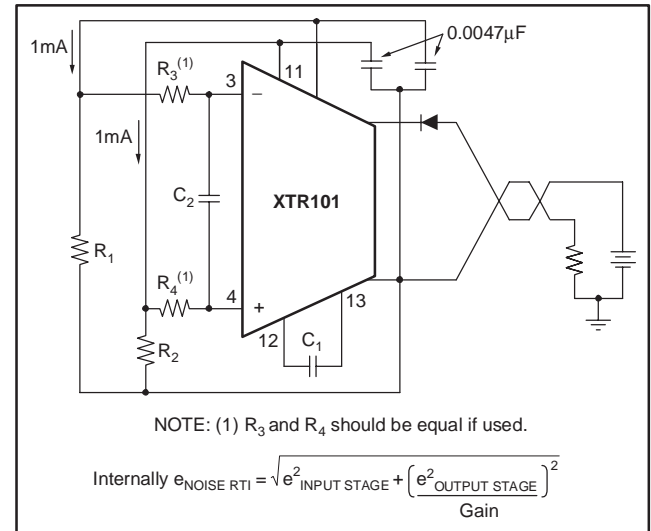 1mA
0.0047µF
R3(1)
3
11
−
1mA
C2
XTR101
R1
R4(1)
4
+
13
12
C1
R2
NOTE: (1) R3 and R4 should be equal if used.
Internally eNOISE RTI = √e²INPUT STAGE + (e²OUTPUT STAGE / Gain)²